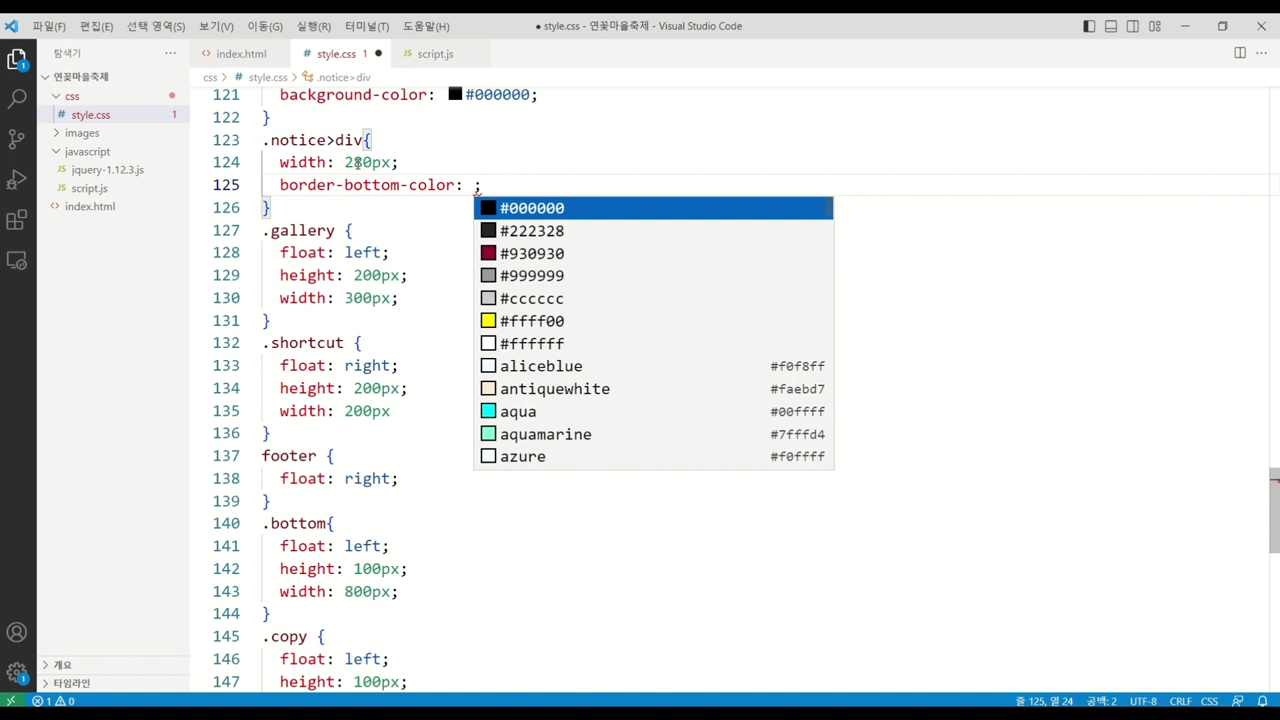 파일(F) 편집(E) 선택 영역(S) 보기(V) 이동(G) 실행(R) 터미널(T) 도움말(H)
● style.css - 연꽃마을축제 - Visual Studio Code
탐색기 ···
index.html
# style.css 1 ●
JS script.js
연꽃마을축제
css
# style.css 1
images
javascript
JS jquery-1.12.3.js
JS script.js
index.html
개요
타임라인
css > # style.css > .notice>div
121 background-color: #000000;
122 }
123 .notice>div{
124 width: 280px;
125 border-bottom-color: ;
126 }
127 .gallery {
128 float: left;
129 height: 200px;
130 width: 300px;
131 }
132 .shortcut {
133 float: right;
134 height: 200px;
135 width: 200px
136 }
137 footer {
138 float: right;
139 }
140 .bottom{
141 float: left;
142 height: 100px;
143 width: 800px;
144 }
145 .copy {
146 float: left;
147 height: 100px;
#000000
#222328
#930930
#999999
#cccccc
#ffff00
#ffffff
aliceblue #f0f8ff
antiquewhite #faebd7
aqua #00ffff
aquamarine #7fffd4
azure #f0ffff
1
1
1 0
줄 125, 열 24 공백: 2 UTF-8 CRLF CSS